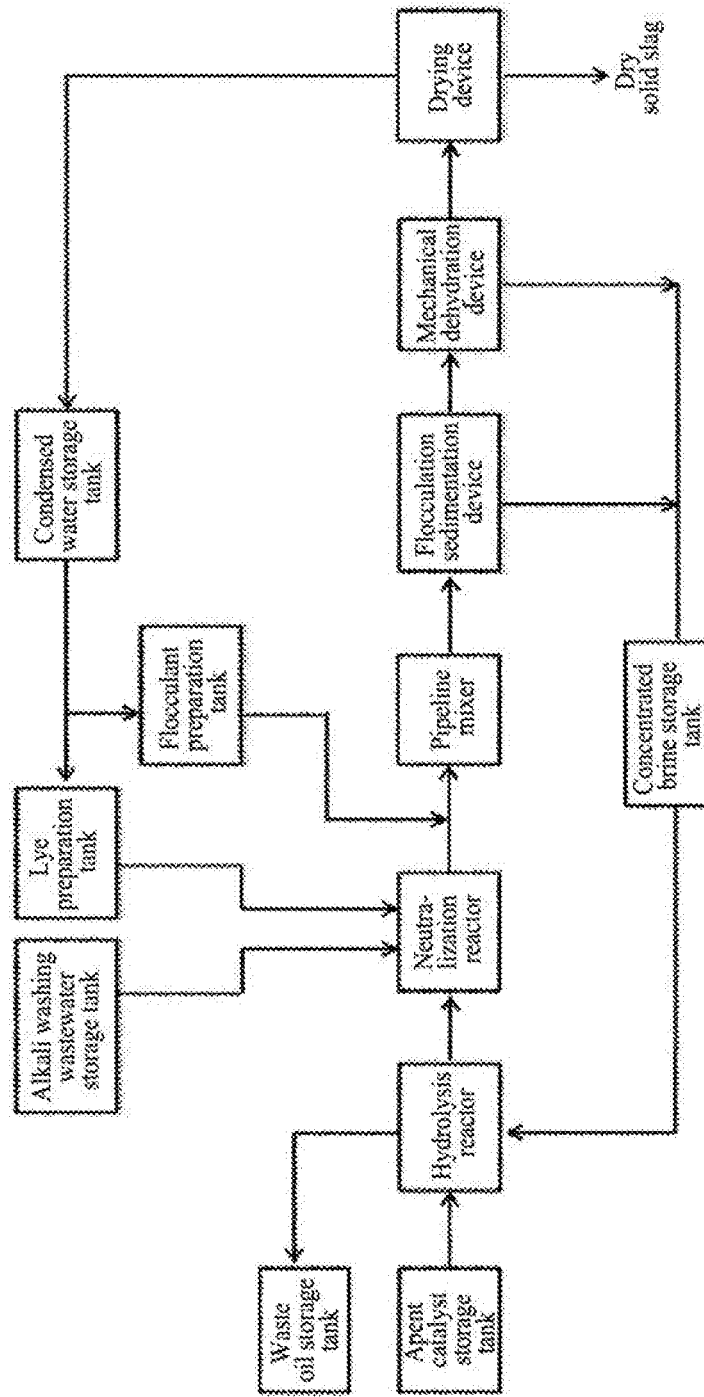 Alkali washing
wastewater
storage tank
Lye
preparation
tank
Condensed
water storage
tank
Flocculant
preparation
tank
Waste
oil storage
tank
Apent
catalyst
storage
tank
Hydrolysis
reactor
Neutra-
lization
reactor
Pipeline
mixer
Flocculation
sedimentation
device
Mechanical
dehydration
device
Drying
device
Dry
solid slag
Concentrated
brine storage
tank